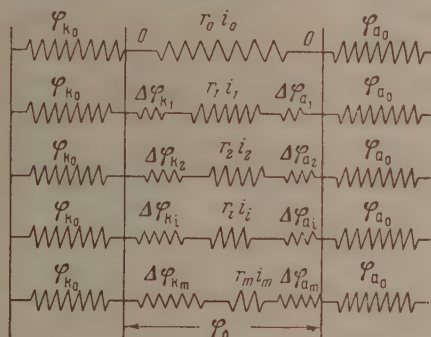 φₖ₀ 0 r₀ i₀ 0 φₐ₀
φₖ₀ Δφₖ₁ r₁ i₁ Δφₐ₁ φₐ₀
φₖ₀ Δφₖ₂ r₂ i₂ Δφₐ₂ φₐ₀
φₖ₀ Δφₖᵢ rᵢ iᵢ Δφₐᵢ φₐ₀
φₖ₀ Δφₖₘ rₘ iₘ Δφₐₘ φₐ₀